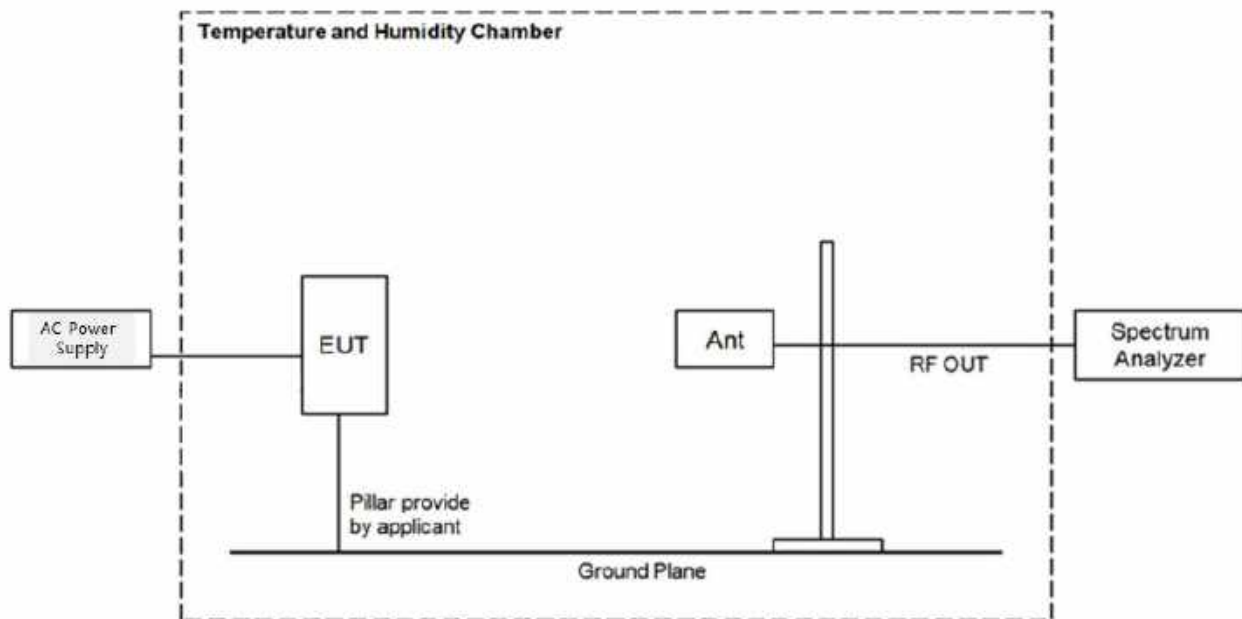 Temperature and Humidity Chamber
AC Power
Supply
EUT
Ant
RF OUT
Spectrum
Analyzer
Pillar provide
by applicant
Ground Plane